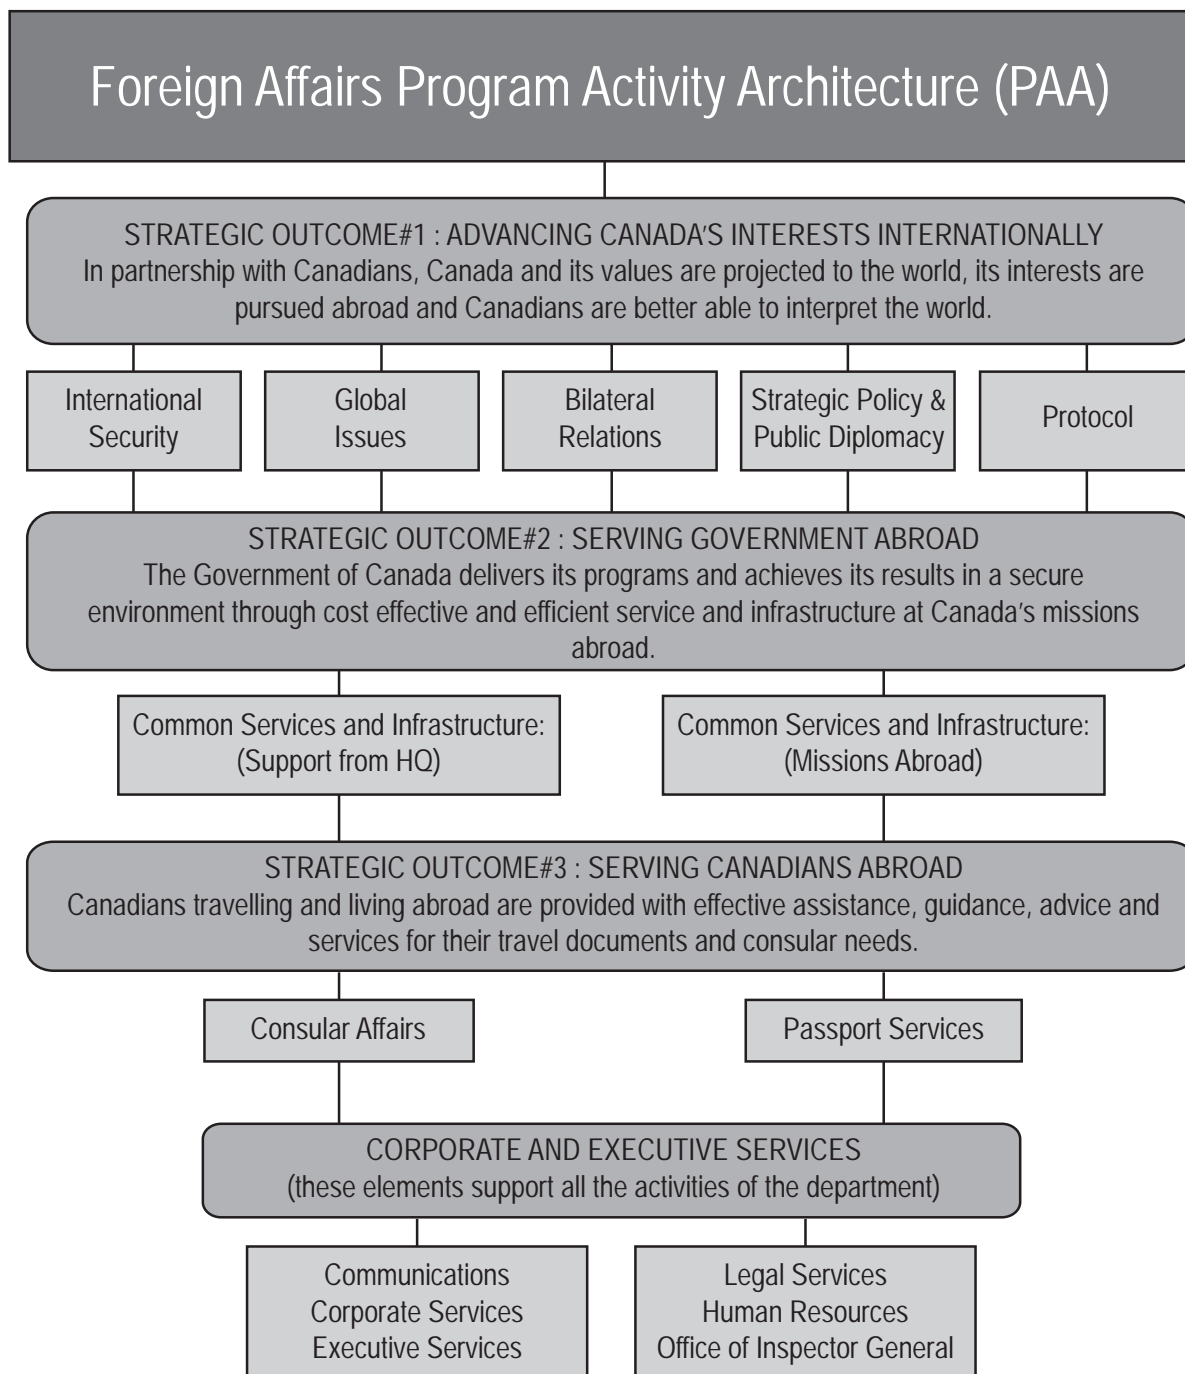 Foreign Affairs Program Activity Architecture (PAA)
STRATEGIC OUTCOME#1 : ADVANCING CANADA'S INTERESTS INTERNATIONALLY
In partnership with Canadians, Canada and its values are projected to the world, its interests are
pursued abroad and Canadians are better able to interpret the world.
International
Security
Global
Issues
Bilateral
Relations
Strategic Policy &
Public Diplomacy
Protocol
STRATEGIC OUTCOME#2 : SERVING GOVERNMENT ABROAD
The Government of Canada delivers its programs and achieves its results in a secure
environment through cost effective and efficient service and infrastructure at Canada's missions
abroad.
Common Services and Infrastructure:
(Support from HQ)
Common Services and Infrastructure:
(Missions Abroad)
STRATEGIC OUTCOME#3 : SERVING CANADIANS ABROAD
Canadians travelling and living abroad are provided with effective assistance, guidance, advice and
services for their travel documents and consular needs.
Consular Affairs
Passport Services
CORPORATE AND EXECUTIVE SERVICES
(these elements support all the activities of the department)
Communications
Corporate Services
Executive Services
Legal Services
Human Resources
Office of Inspector General